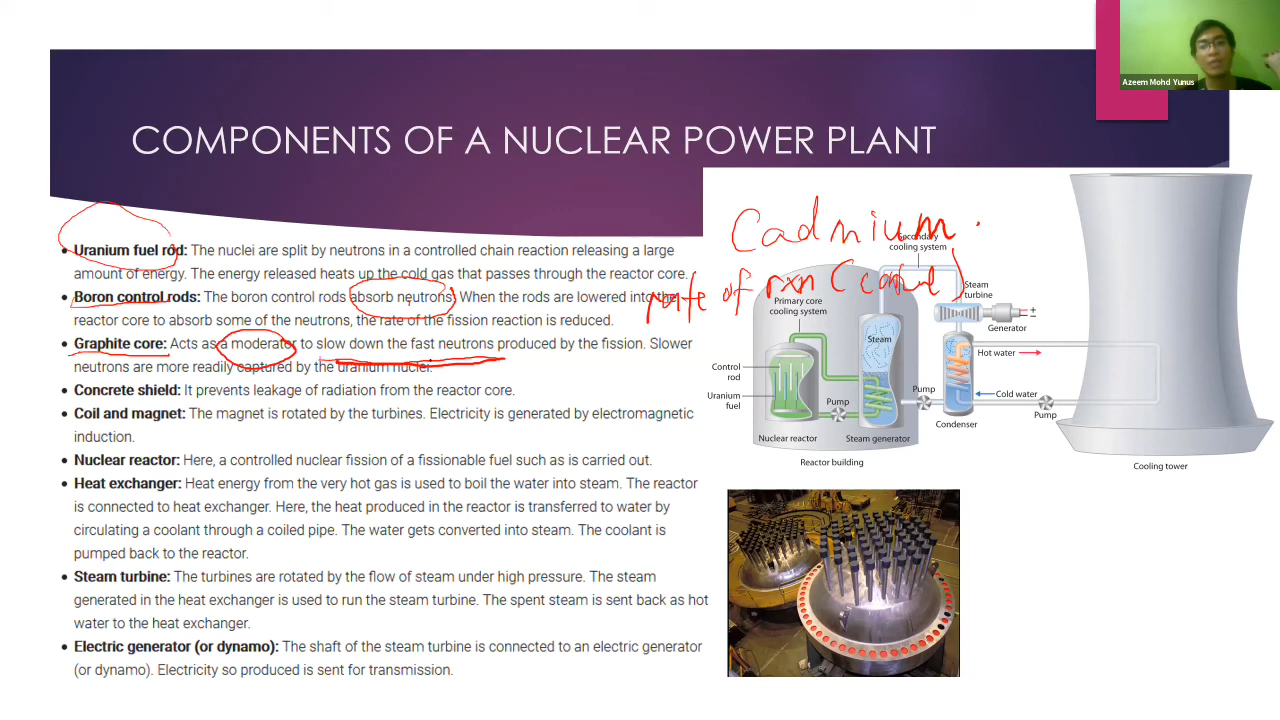 Azeem Mohd Yunus
COMPONENTS OF A NUCLEAR POWER PLANT
• Uranium fuel rod: The nuclei are split by neutrons in a controlled chain reaction releasing a large
amount of energy. The energy released heats up the cold gas that passes through the reactor core.
• Boron control rods: The boron control rods absorb neutrons. When the rods are lowered into the
reactor core to absorb some of the neutrons, the rate of the fission reaction is reduced.
• Graphite core: Acts as a moderator to slow down the fast neutrons produced by the fission. Slower
neutrons are more readily captured by the uranium nuclei.
• Concrete shield: It prevents leakage of radiation from the reactor core.
• Coil and magnet: The magnet is rotated by the turbines. Electricity is generated by electromagnetic
induction.
• Nuclear reactor: Here, a controlled nuclear fission of a fissionable fuel such as is carried out.
• Heat exchanger: Heat energy from the very hot gas is used to boil the water into steam. The reactor
is connected to heat exchanger. Here, the heat produced in the reactor is transferred to water by
circulating a coolant through a coiled pipe. The water gets converted into steam. The coolant is
pumped back to the reactor.
• Steam turbine: The turbines are rotated by the flow of steam under high pressure. The steam
generated in the heat exchanger is used to run the steam turbine. The spent steam is sent back as hot
water to the heat exchanger.
• Electric generator (or dynamo): The shaft of the steam turbine is connected to an electric generator
(or dynamo). Electricity so produced is sent for transmission.
Cadmium.
rate of rxn (control)
Secondary
cooling system
Primary core
cooling system
Steam
turbine
±
Generator
Steam
Hot water
Control
rod
Uranium
fuel
Pump
Pump
Cold water
Pump
Condenser
Nuclear reactor
Steam generator
Reactor building
Cooling tower